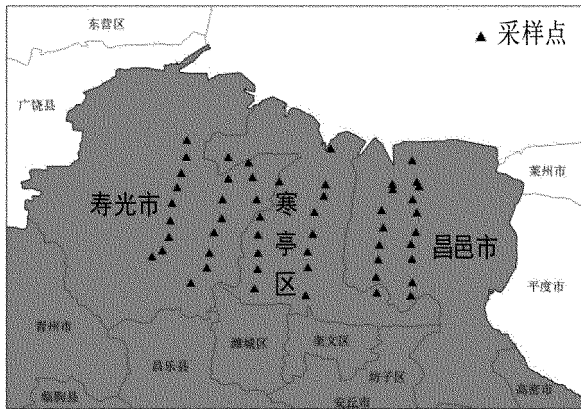 东营区
▲ 采样点
广饶县
莱州市
寿光市
寒亭区
昌邑市
平度市
青州市
潍城区
奎文区
昌乐县
坊子区
高密市
临朐县
安丘市